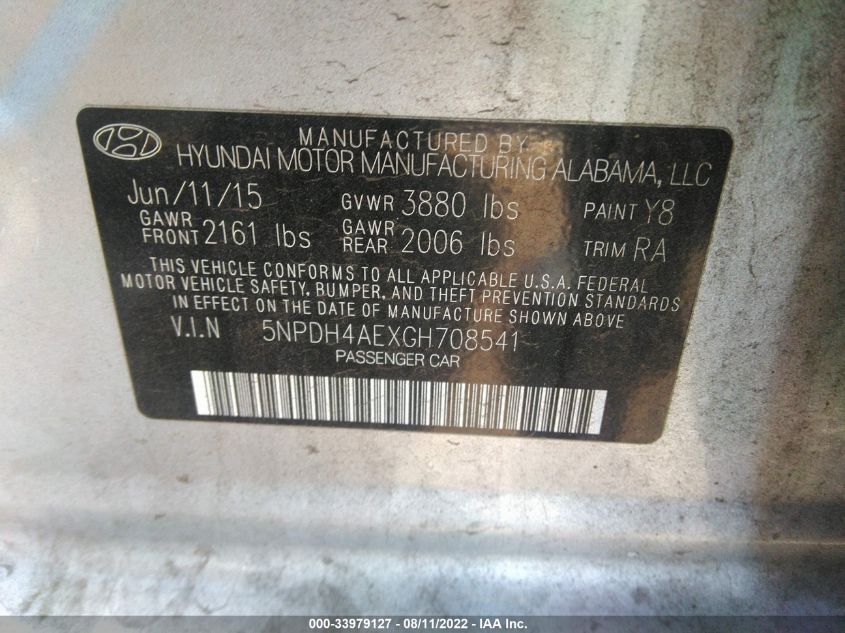 MANUFACTURED BY
HYUNDAI MOTOR MANUFACTURING ALABAMA, LLC
Jun/11/15 GVWR 3880 lbs PAINT Y8
GAWR FRONT 2161 lbs GAWR REAR 2006 lbs TRIM RA
THIS VEHICLE CONFORMS TO ALL APPLICABLE U.S.A. FEDERAL
MOTOR VEHICLE SAFETY, BUMPER, AND THEFT PREVENTION STANDARDS
IN EFFECT ON THE DATE OF MANUFACTURE SHOWN ABOVE
V.I.N 5NPDH4AEXGH708541
PASSENGER CAR
000-33979127 - 08/11/2022 - IAA Inc.